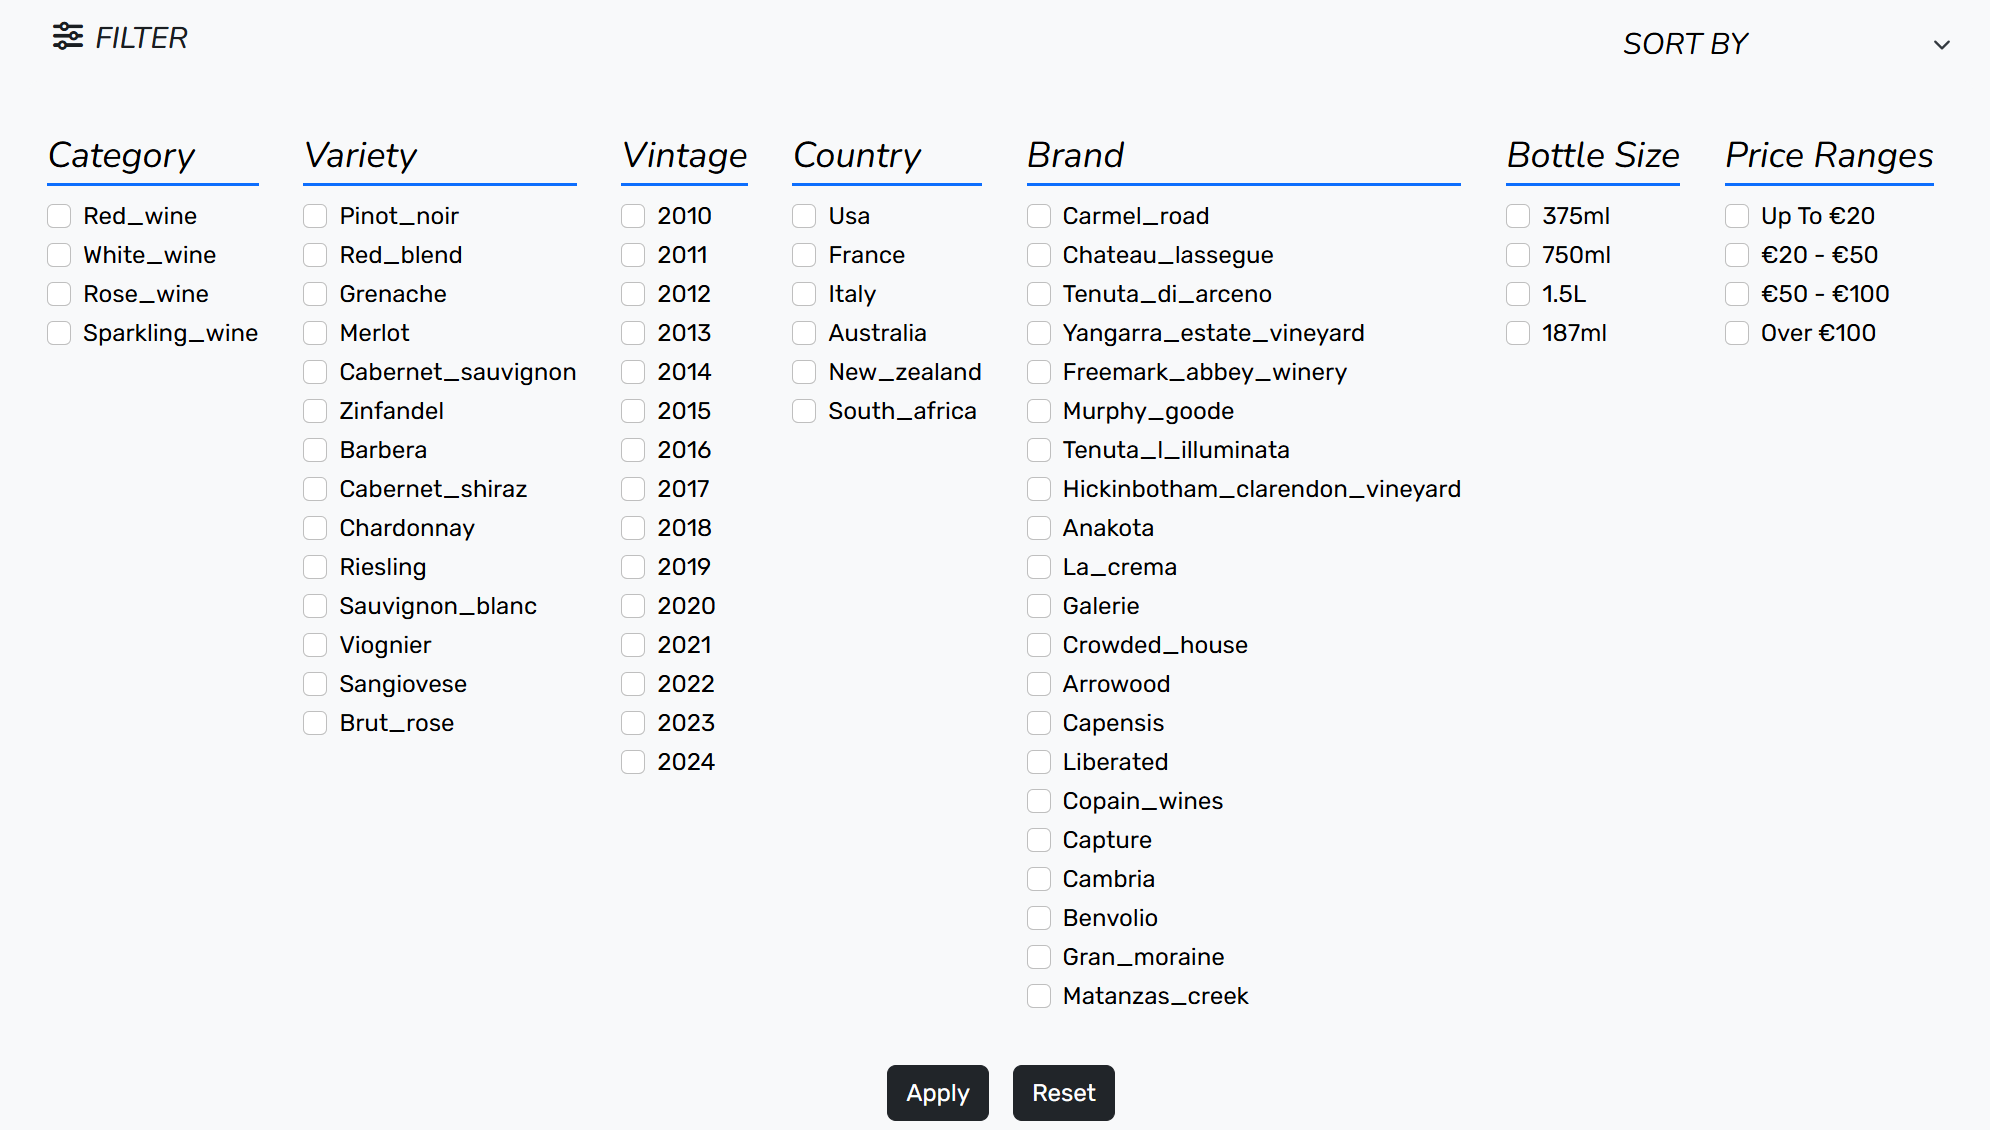 FILTER
SORT BY
Category
Red_wine
White_wine
Rose_wine
Sparkling_wine
Variety
Pinot_noir
Red_blend
Grenache
Merlot
Cabernet_sauvignon
Zinfandel
Barbera
Cabernet_shiraz
Chardonnay
Riesling
Sauvignon_blanc
Viognier
Sangiovese
Brut_rose
Vintage
2010
2011
2012
2013
2014
2015
2016
2017
2018
2019
2020
2021
2022
2023
2024
Country
Usa
France
Italy
Australia
New_zealand
South_africa
Brand
Carmel_road
Chateau_lassegue
Tenuta_di_arceno
Yangarra_estate_vineyard
Freemark_abbey_winery
Murphy_goode
Tenuta_l_illuminata
Hickinbotham_clarendon_vineyard
Anakota
La_crema
Galerie
Crowded_house
Arrowood
Capensis
Liberated
Copain_wines
Capture
Cambria
Benvolio
Gran_moraine
Matanzas_creek
Bottle Size
375ml
750ml
1.5L
187ml
Price Ranges
Up To €20
€20 - €50
€50 - €100
Over €100
Apply
Reset